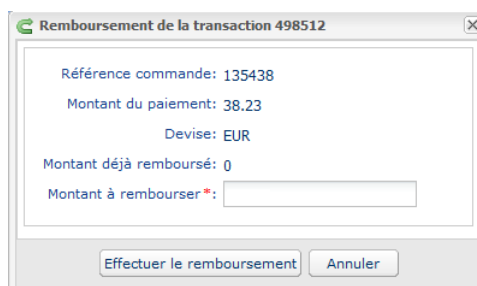 Remboursement de la transaction 498512
Référence commande: 135438
Montant du paiement: 38.23
Devise: EUR
Montant déjà remboursé: 0
Montant à rembourser*:
Effectuer le remboursement Annuler